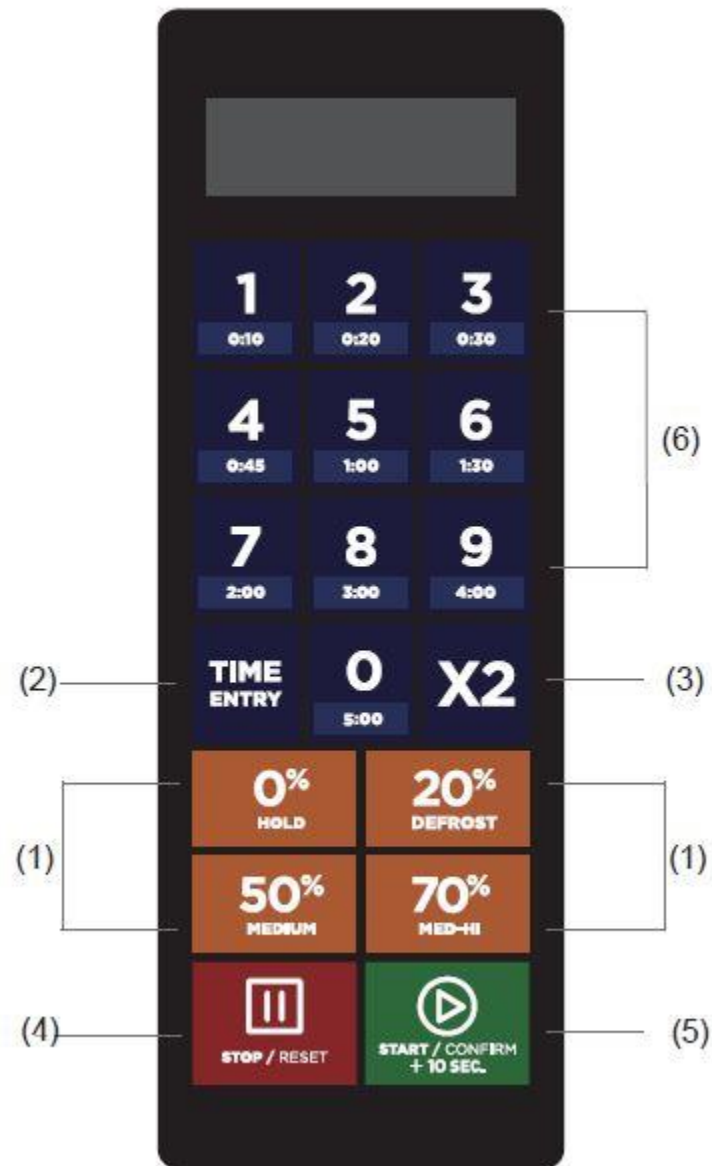 1 2 3
0:10 0:20 0:30
(6)
4 5 6
0:45 1:00 1:30
7 8 9
2:00 3:00 4:00
(2) TIME ENTRY 0 X2 (3)
5:00
0% 20%
HOLD DEFROST
(1) (1)
50% 70%
MEDIUM MED-HI
(4) (5)
STOP / RESET START / CONFIRM
+ 10 SEC.